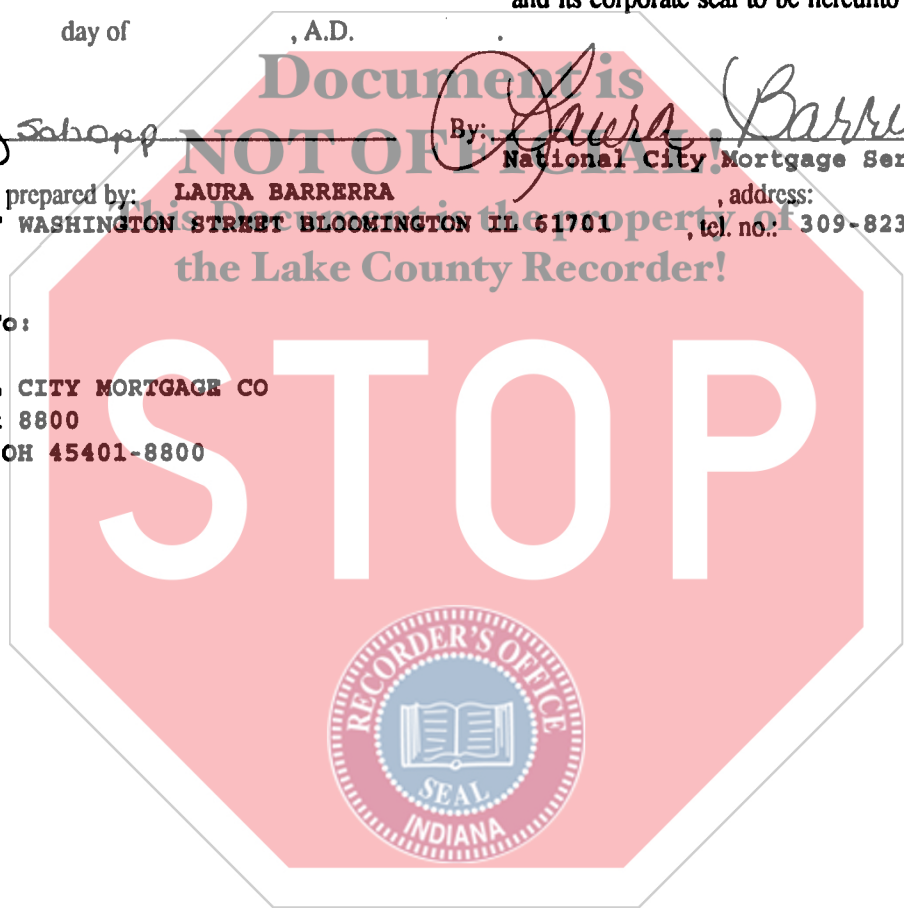 and its corporate seal to be hereunto
day of , A.D. .
Document is
Schopp By: Laura Barre
NOT OFFICIAL!
National City Mortgage Ser
prepared by: LAURA BARRERRA , address:
This Document is the property of
WASHINGTON STREET BLOOMINGTON IL 61701 , tel. no.: 309-823
the Lake County Recorder!
To:
CITY MORTGAGE CO
8800
OH 45401-8800
STOP
RECORDER'S OFFICE
SEAL
INDIANA